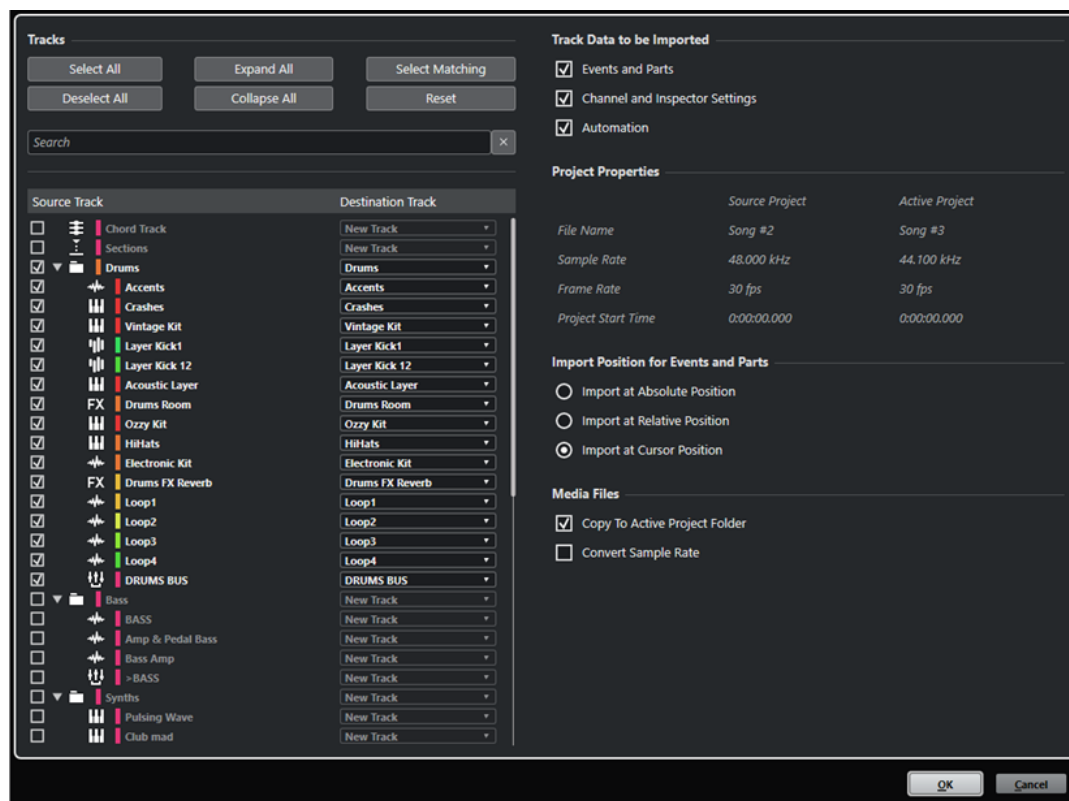 Tracks
Select All Expand All Select Matching
Deselect All Collapse All Reset
Search
Source Track Destination Track
Chord Track New Track
Sections New Track
Drums Drums
Accents Accents
Crashes Crashes
Vintage Kit Vintage Kit
Layer Kick1 Layer Kick1
Layer Kick 12 Layer Kick 12
Acoustic Layer Acoustic Layer
FX Drums Room Drums Room
Ozzy Kit Ozzy Kit
HiHats HiHats
Electronic Kit Electronic Kit
FX Drums FX Reverb Drums FX Reverb
Loop1 Loop1
Loop2 Loop2
Loop3 Loop3
Loop4 Loop4
DRUMS BUS DRUMS BUS
Bass New Track
BASS New Track
Amp & Pedal Bass New Track
Bass Amp New Track
>BASS New Track
Synths New Track
Pulsing Wave New Track
Club mad New Track
Track Data to be Imported
Events and Parts
Channel and Inspector Settings
Automation
Project Properties
Source Project Active Project
File Name Song #2 Song #3
Sample Rate 48.000 kHz 44.100 kHz
Frame Rate 30 fps 30 fps
Project Start Time 0:00:00.000 0:00:00.000
Import Position for Events and Parts
Import at Absolute Position
Import at Relative Position
Import at Cursor Position
Media Files
Copy To Active Project Folder
Convert Sample Rate
OK Cancel